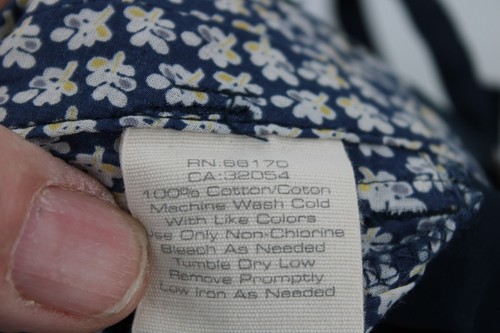 RN:66170
CA:32054
100% Cotton/Coton
Machine Wash Cold
With Like Colors
Use Only Non-Chlorine
Bleach As Needed
Tumble Dry Low
Remove Promptly
Low Iron As Needed